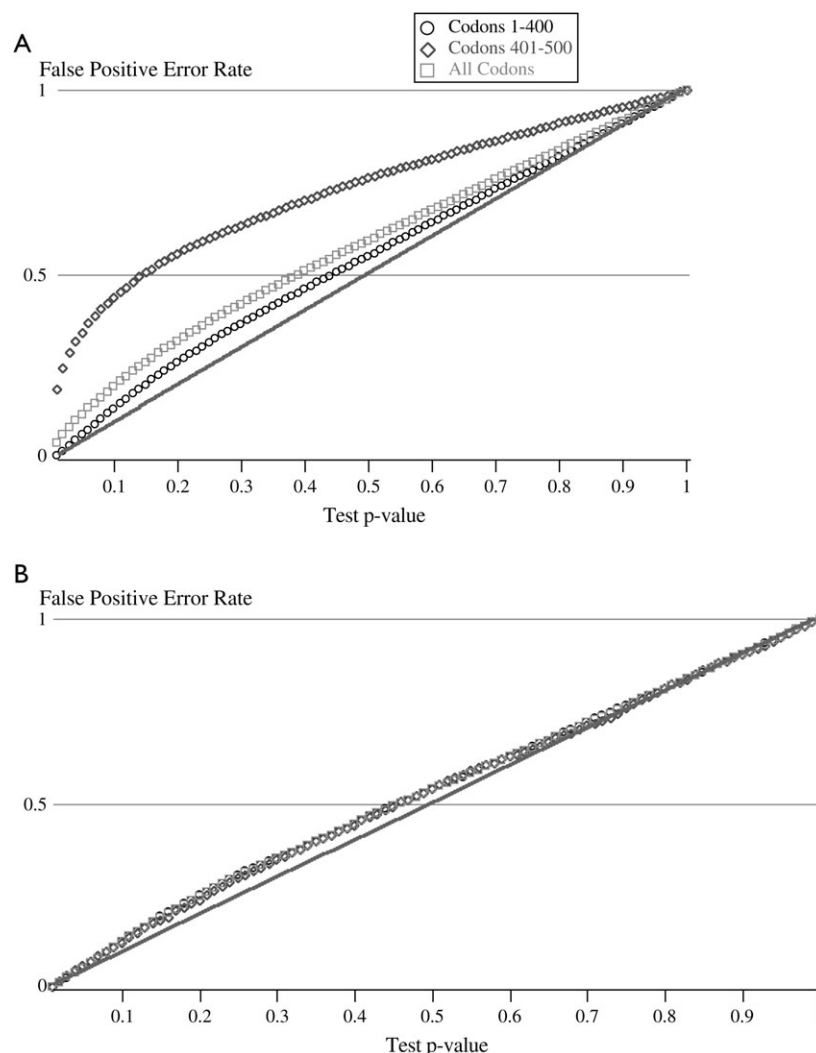 Codons 1-400
Codons 401-500
All Codons
A
False Positive Error Rate
1
0.5
0
0.1 0.2 0.3 0.4 0.5 0.6 0.7 0.8 0.9 1
Test p-value
B
False Positive Error Rate
1
0.5
0
0.1 0.2 0.3 0.4 0.5 0.6 0.7 0.8 0.9
Test p-value